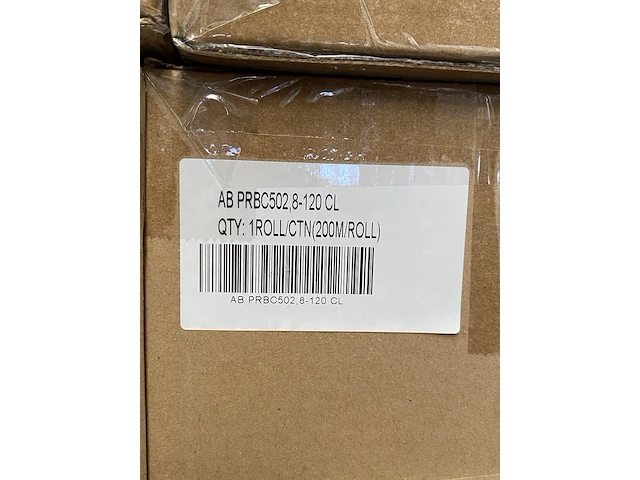 AB PRBC502,8-120 CL
QTY: 1ROLL/CTN(200M/ROLL)
AB PRBC502,8-120 CL